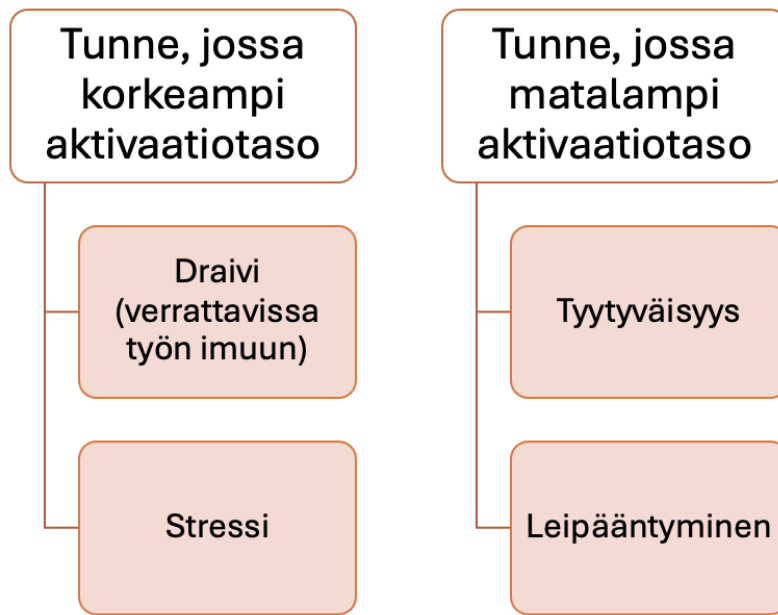 Tunne, jossa
korkeampi
aktivaatiotaso
Draivi
(verrattavissa
työn imuun)
Stressi
Tunne, jossa
matalampi
aktivaatiotaso
Tyytyväisyys
Leipääntyminen